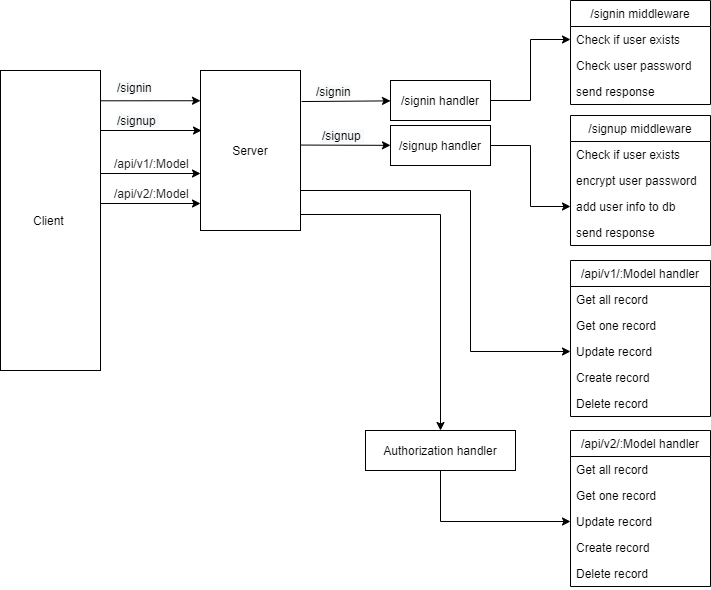 /signin middleware
Check if user exists
Check user password
send response
/signin
/signup
/api/v1/:Model
/api/v2/:Model
Client
Server
/signin
/signup
/signin handler
/signup handler
/signup middleware
Check if user exists
encrypt user password
add user info to db
send response
/api/v1/:Model handler
Get all record
Get one record
Update record
Create record
Delete record
Authorization handler
/api/v2/:Model handler
Get all record
Get one record
Update record
Create record
Delete record